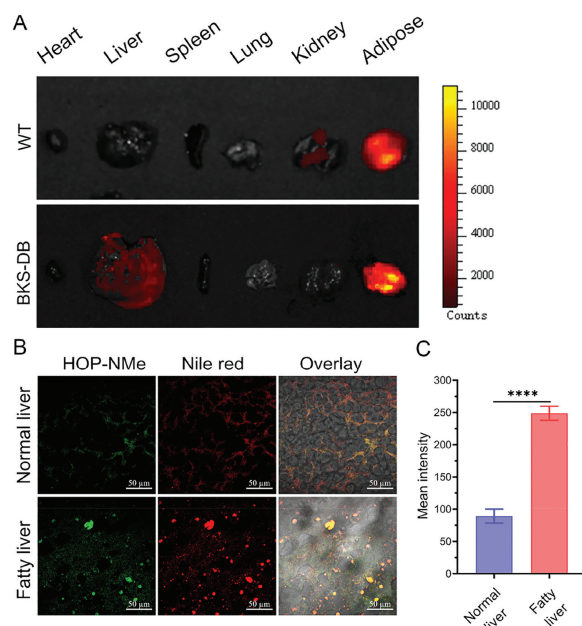 A
Heart Liver Spleen Lung Kidney Adipose
WT
BKS-DB
10000
8000
6000
4000
2000
Counts
B
HOP-NMe Nile red Overlay
Normal liver
50 μm 50 μm 50 μm
Fatty liver
50 μm 50 μm 50 μm
C
****
Mean intensity
300
250
200
150
100
50
0
Normal
Fatty
liver